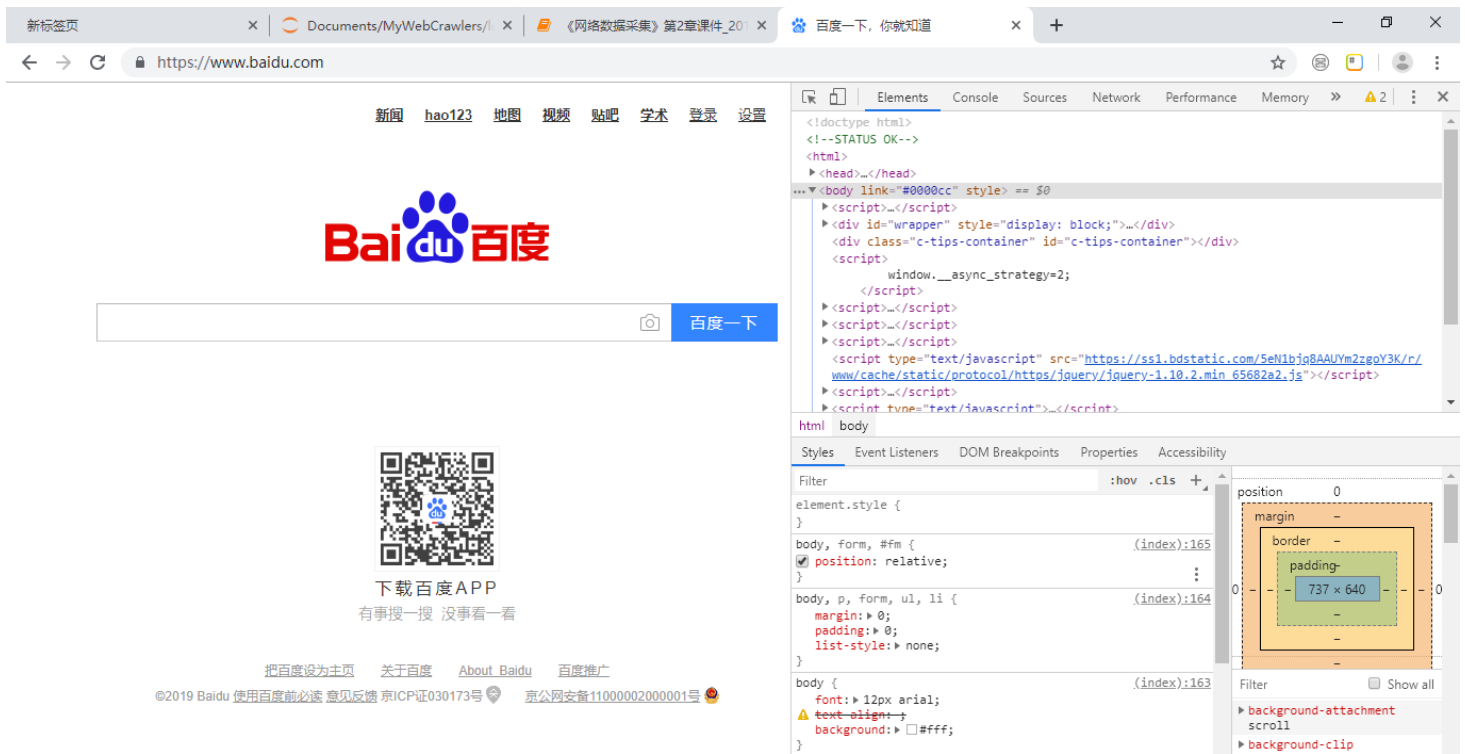 新标签页
Documents/MyWebCrawlers/l
《网络数据采集》第2章课件_201
百度一下，你就知道
https://www.baidu.com
新闻 hao123 地图 视频 贴吧 学术 登录 设置
Baidu百度
百度一下
下载百度APP
有事搜一搜 没事看一看
把百度设为主页 关于百度 About Baidu 百度推广
©2019 Baidu 使用百度前必读 意见反馈 京ICP证030173号 京公网安备11000002000001号
Elements Console Sources Network Performance Memory » 2
<!doctype html>
<!--STATUS OK-->
<html>
<head>…</head>
…<body link="#0000cc" style> == $0
<script>…</script>
<div id="wrapper" style="display: block;">…</div>
<div class="c-tips-container" id="c-tips-container"></div>
<script>
window.__async_strategy=2;
</script>
<script>…</script>
<script>…</script>
<script>…</script>
<script type="text/javascript" src="https://ss1.bdstatic.com/5eN1bjq8AAUYm2zgoY3K/r/
www/cache/static/protocol/https/jquery/jquery-1.10.2.min_65682a2.js"></script>
<script>…</script>
<script type="text/javascript">…</script>
html body
Styles Event Listeners DOM Breakpoints Properties Accessibility
Filter :hov .cls +
element.style {
}
body, form, #fm { (index):165
position: relative;
}
body, p, form, ul, li { (index):164
margin: 0;
padding: 0;
list-style: none;
}
body { (index):163
font: 12px arial;
text-align: ;
background: #fff;
}
position 0
margin –
border –
padding-
0 – – – 737 × 640 – – – 0
–
–
–
Filter Show all
background-attachment
scroll
background-clip